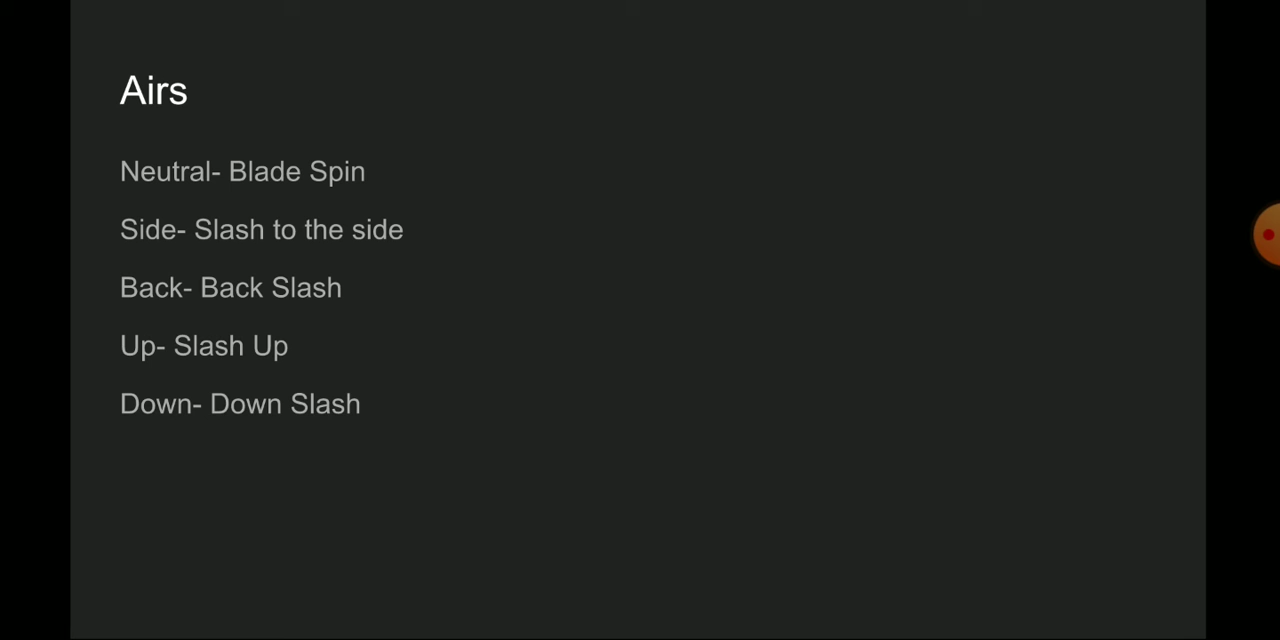 Airs
Neutral- Blade Spin
Side- Slash to the side
Back- Back Slash
Up- Slash Up
Down- Down Slash